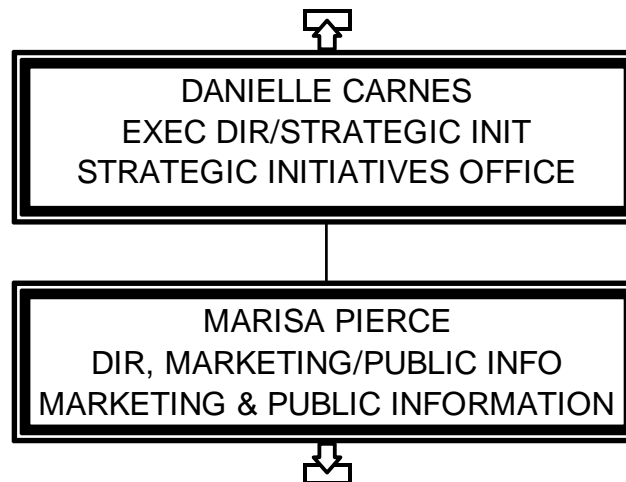 DANIELLE CARNES
EXEC DIR/STRATEGIC INIT
STRATEGIC INITIATIVES OFFICE
MARISA PIERCE
DIR, MARKETING/PUBLIC INFO
MARKETING & PUBLIC INFORMATION